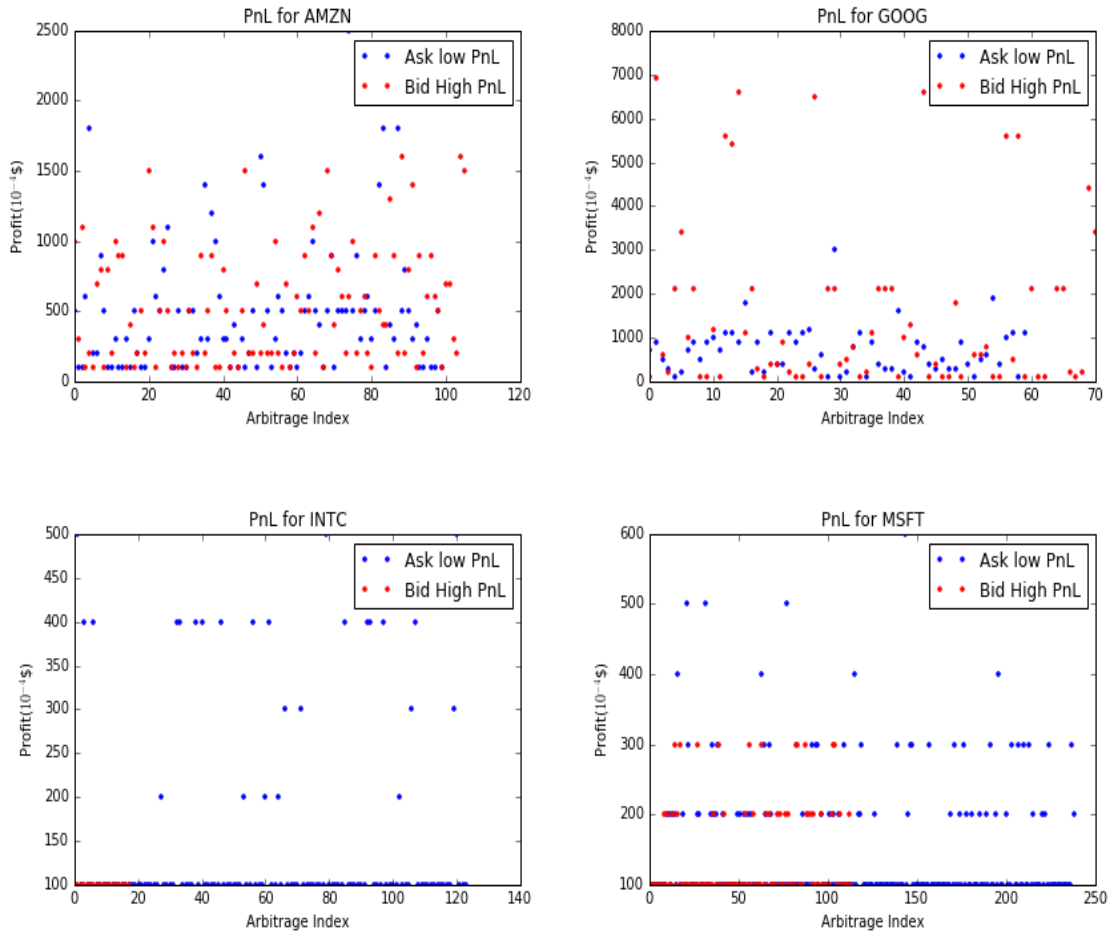 PnL for AMZN
2500
2000
1500
1000
500
0
Profit(10⁻⁴$)
Ask low PnL
Bid High PnL
0 20 40 60 80 100 120
Arbitrage Index
PnL for GOOG
8000
7000
6000
5000
4000
3000
2000
1000
0
Profit(10⁻⁴$)
Ask low PnL
Bid High PnL
0 10 20 30 40 50 60 70
Arbitrage Index
PnL for INTC
500
450
400
350
300
250
200
150
100
Profit(10⁻⁴$)
Ask low PnL
Bid High PnL
0 20 40 60 80 100 120 140
Arbitrage Index
PnL for MSFT
600
500
400
300
200
100
Profit(10⁻⁴$)
Ask low PnL
Bid High PnL
0 50 100 150 200 250
Arbitrage Index